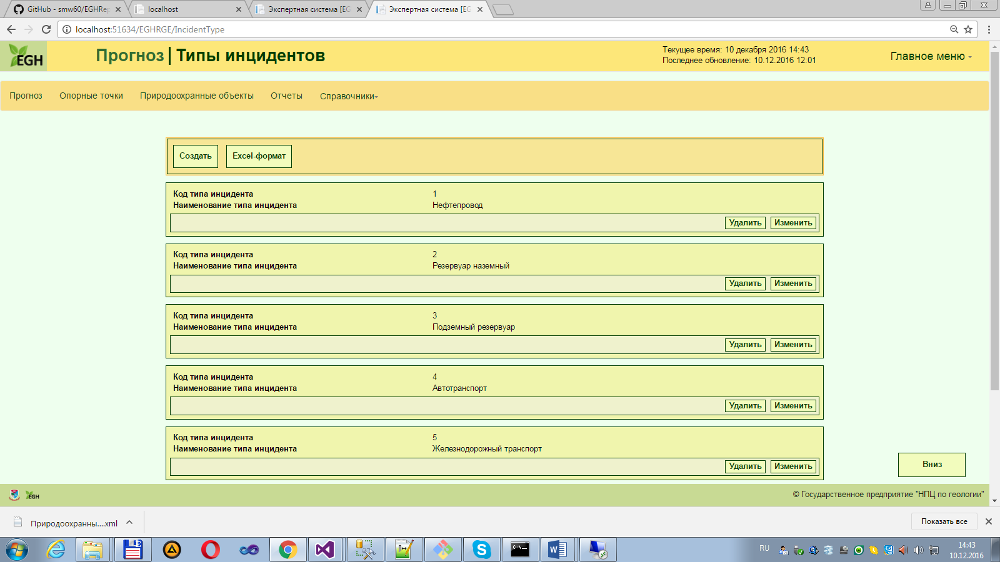 GitHub - smw60/EGHRep
localhost
Экспертная система [EG
Экспертная система [EG
localhost:51634/EGHRGE/IncidentType
EGH
Прогноз | Типы инцидентов
Текущее время: 10 декабря 2016 14:43
Последнее обновление: 10.12.2016 12:01
Главное меню
Прогноз
Опорные точки
Природоохранные объекты
Отчеты
Справочники
Создать
Excel-формат
Код типа инцидента 1
Наименование типа инцидента Нефтепровод
Удалить Изменить
Код типа инцидента 2
Наименование типа инцидента Резервуар наземный
Удалить Изменить
Код типа инцидента 3
Наименование типа инцидента Подземный резервуар
Удалить Изменить
Код типа инцидента 4
Наименование типа инцидента Автотранспорт
Удалить Изменить
Код типа инцидента 5
Наименование типа инцидента Железнодорожный транспорт
Удалить Изменить
Вниз
EGH
© Государственное предприятие "НПЦ по геологии"
Природоохранны....xml
Показать все
RU
14:43
10.12.2016